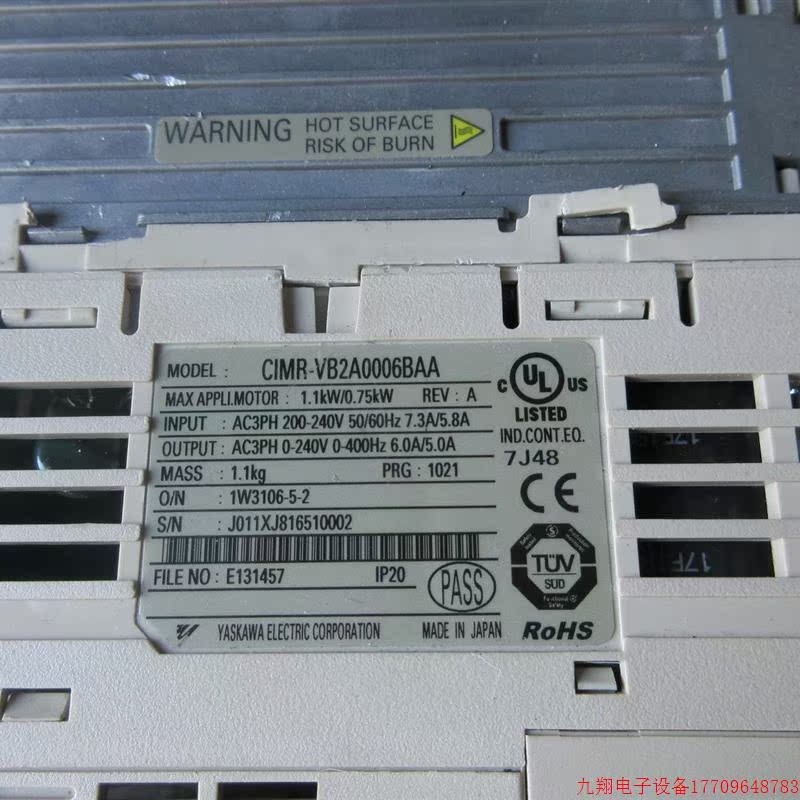 WARNING HOT SURFACE
RISK OF BURN
MODEL : CIMR-VB2A0006BAA
MAX APPLI.MOTOR : 1.1kW/0.75kW REV : A
INPUT : AC3PH 200-240V 50/60Hz 7.3A/5.8A
OUTPUT : AC3PH 0-240V 0-400Hz 6.0A/5.0A
MASS : 1.1kg PRG : 1021
O/N : 1W3106-5-2
S/N : J011XJ816510002
FILE NO : E131457 IP20 PASS
YASKAWA ELECTRIC CORPORATION MADE IN JAPAN
C UL US
LISTED
IND.CONT.EQ.
7J48
CE
TÜV
SÜD
RoHS
17F
九翔电子设备17709648783